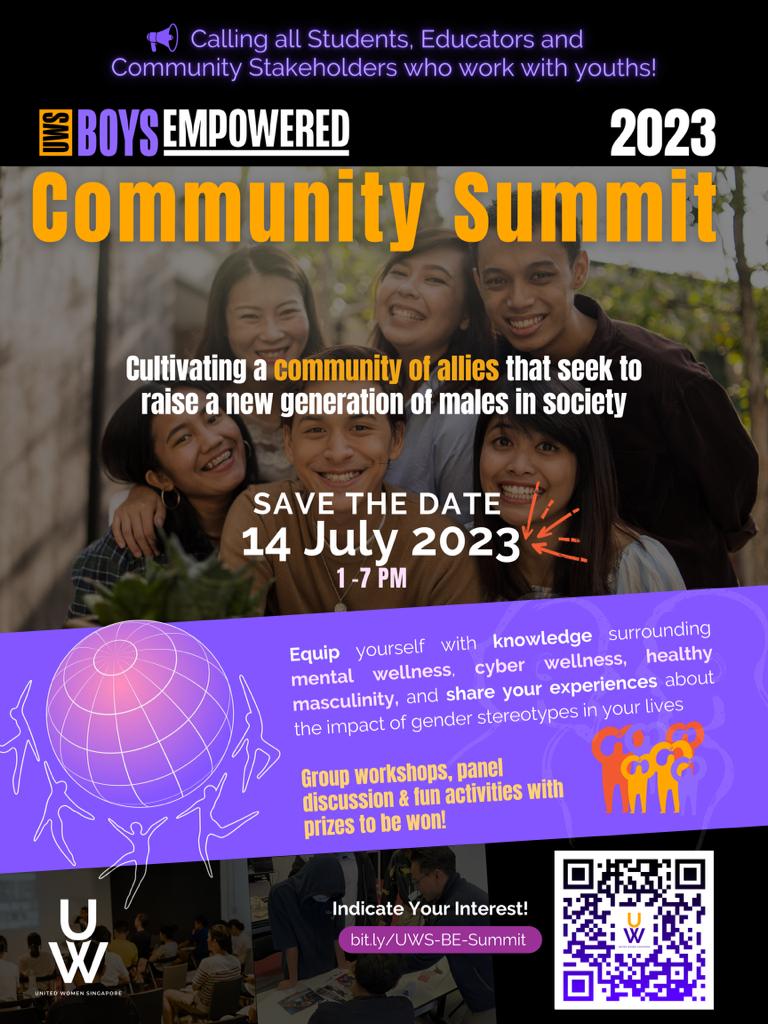 Calling all Students, Educators and
Community Stakeholders who work with youths!
UWS BOYS EMPOWERED
2023
Community Summit
Cultivating a community of allies that seek to
raise a new generation of males in society
SAVE THE DATE
14 July 2023
1 -7 PM
Equip yourself with knowledge surrounding
mental wellness, cyber wellness, healthy
masculinity, and share your experiences about
the impact of gender stereotypes in your lives
Group workshops, panel
discussion & fun activities with
prizes to be won!
Indicate Your Interest!
bit.ly/UWS-BE-Summit
UW
UNITED WOMEN SINGAPORE
UW